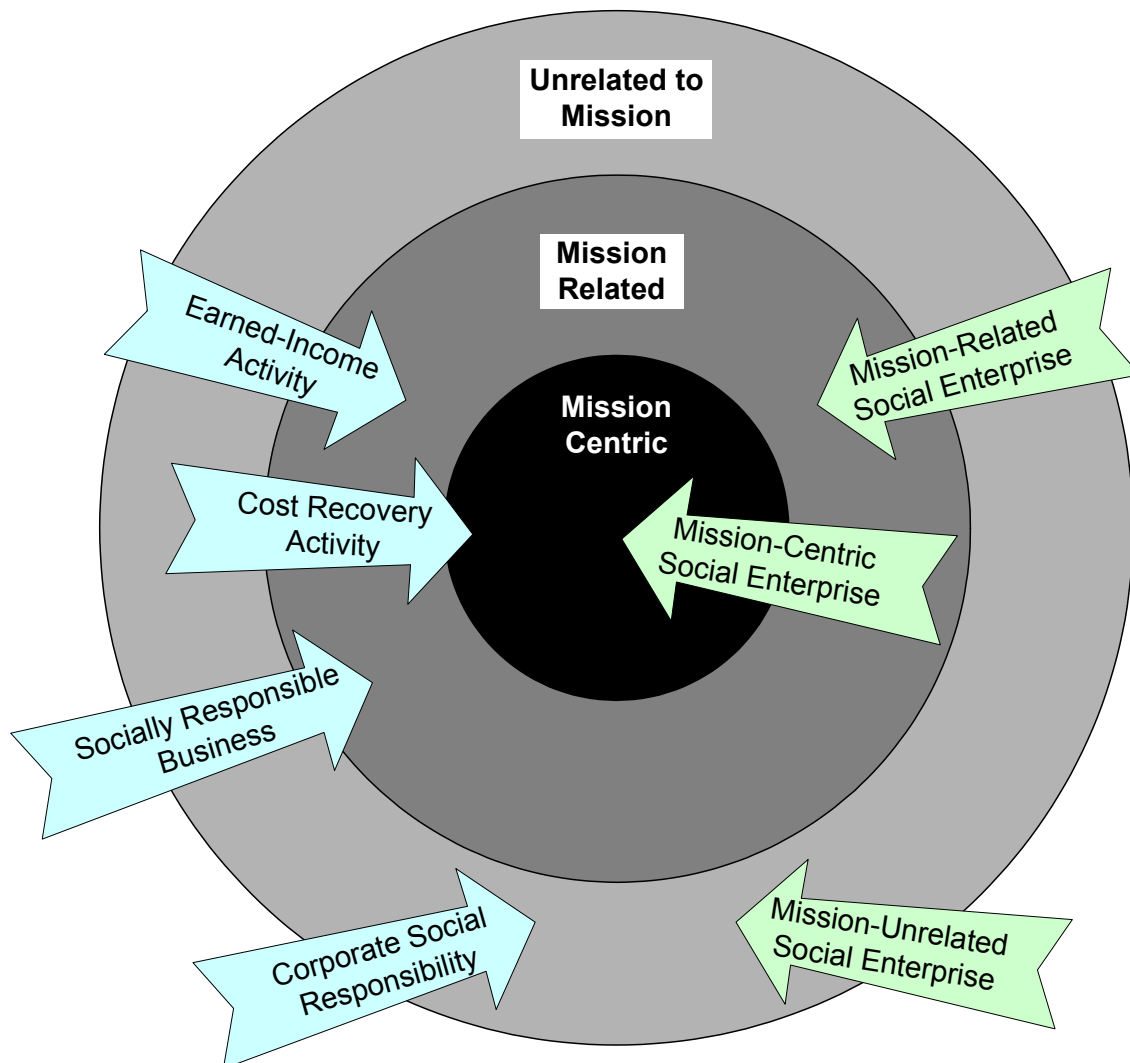 Unrelated to
Mission
Mission
Related
Mission
Centric
Earned-Income
Activity
Cost Recovery
Activity
Socially Responsible
Business
Corporate Social
Responsibility
Mission-Related
Social Enterprise
Mission-Centric
Social Enterprise
Mission-Unrelated
Social Enterprise